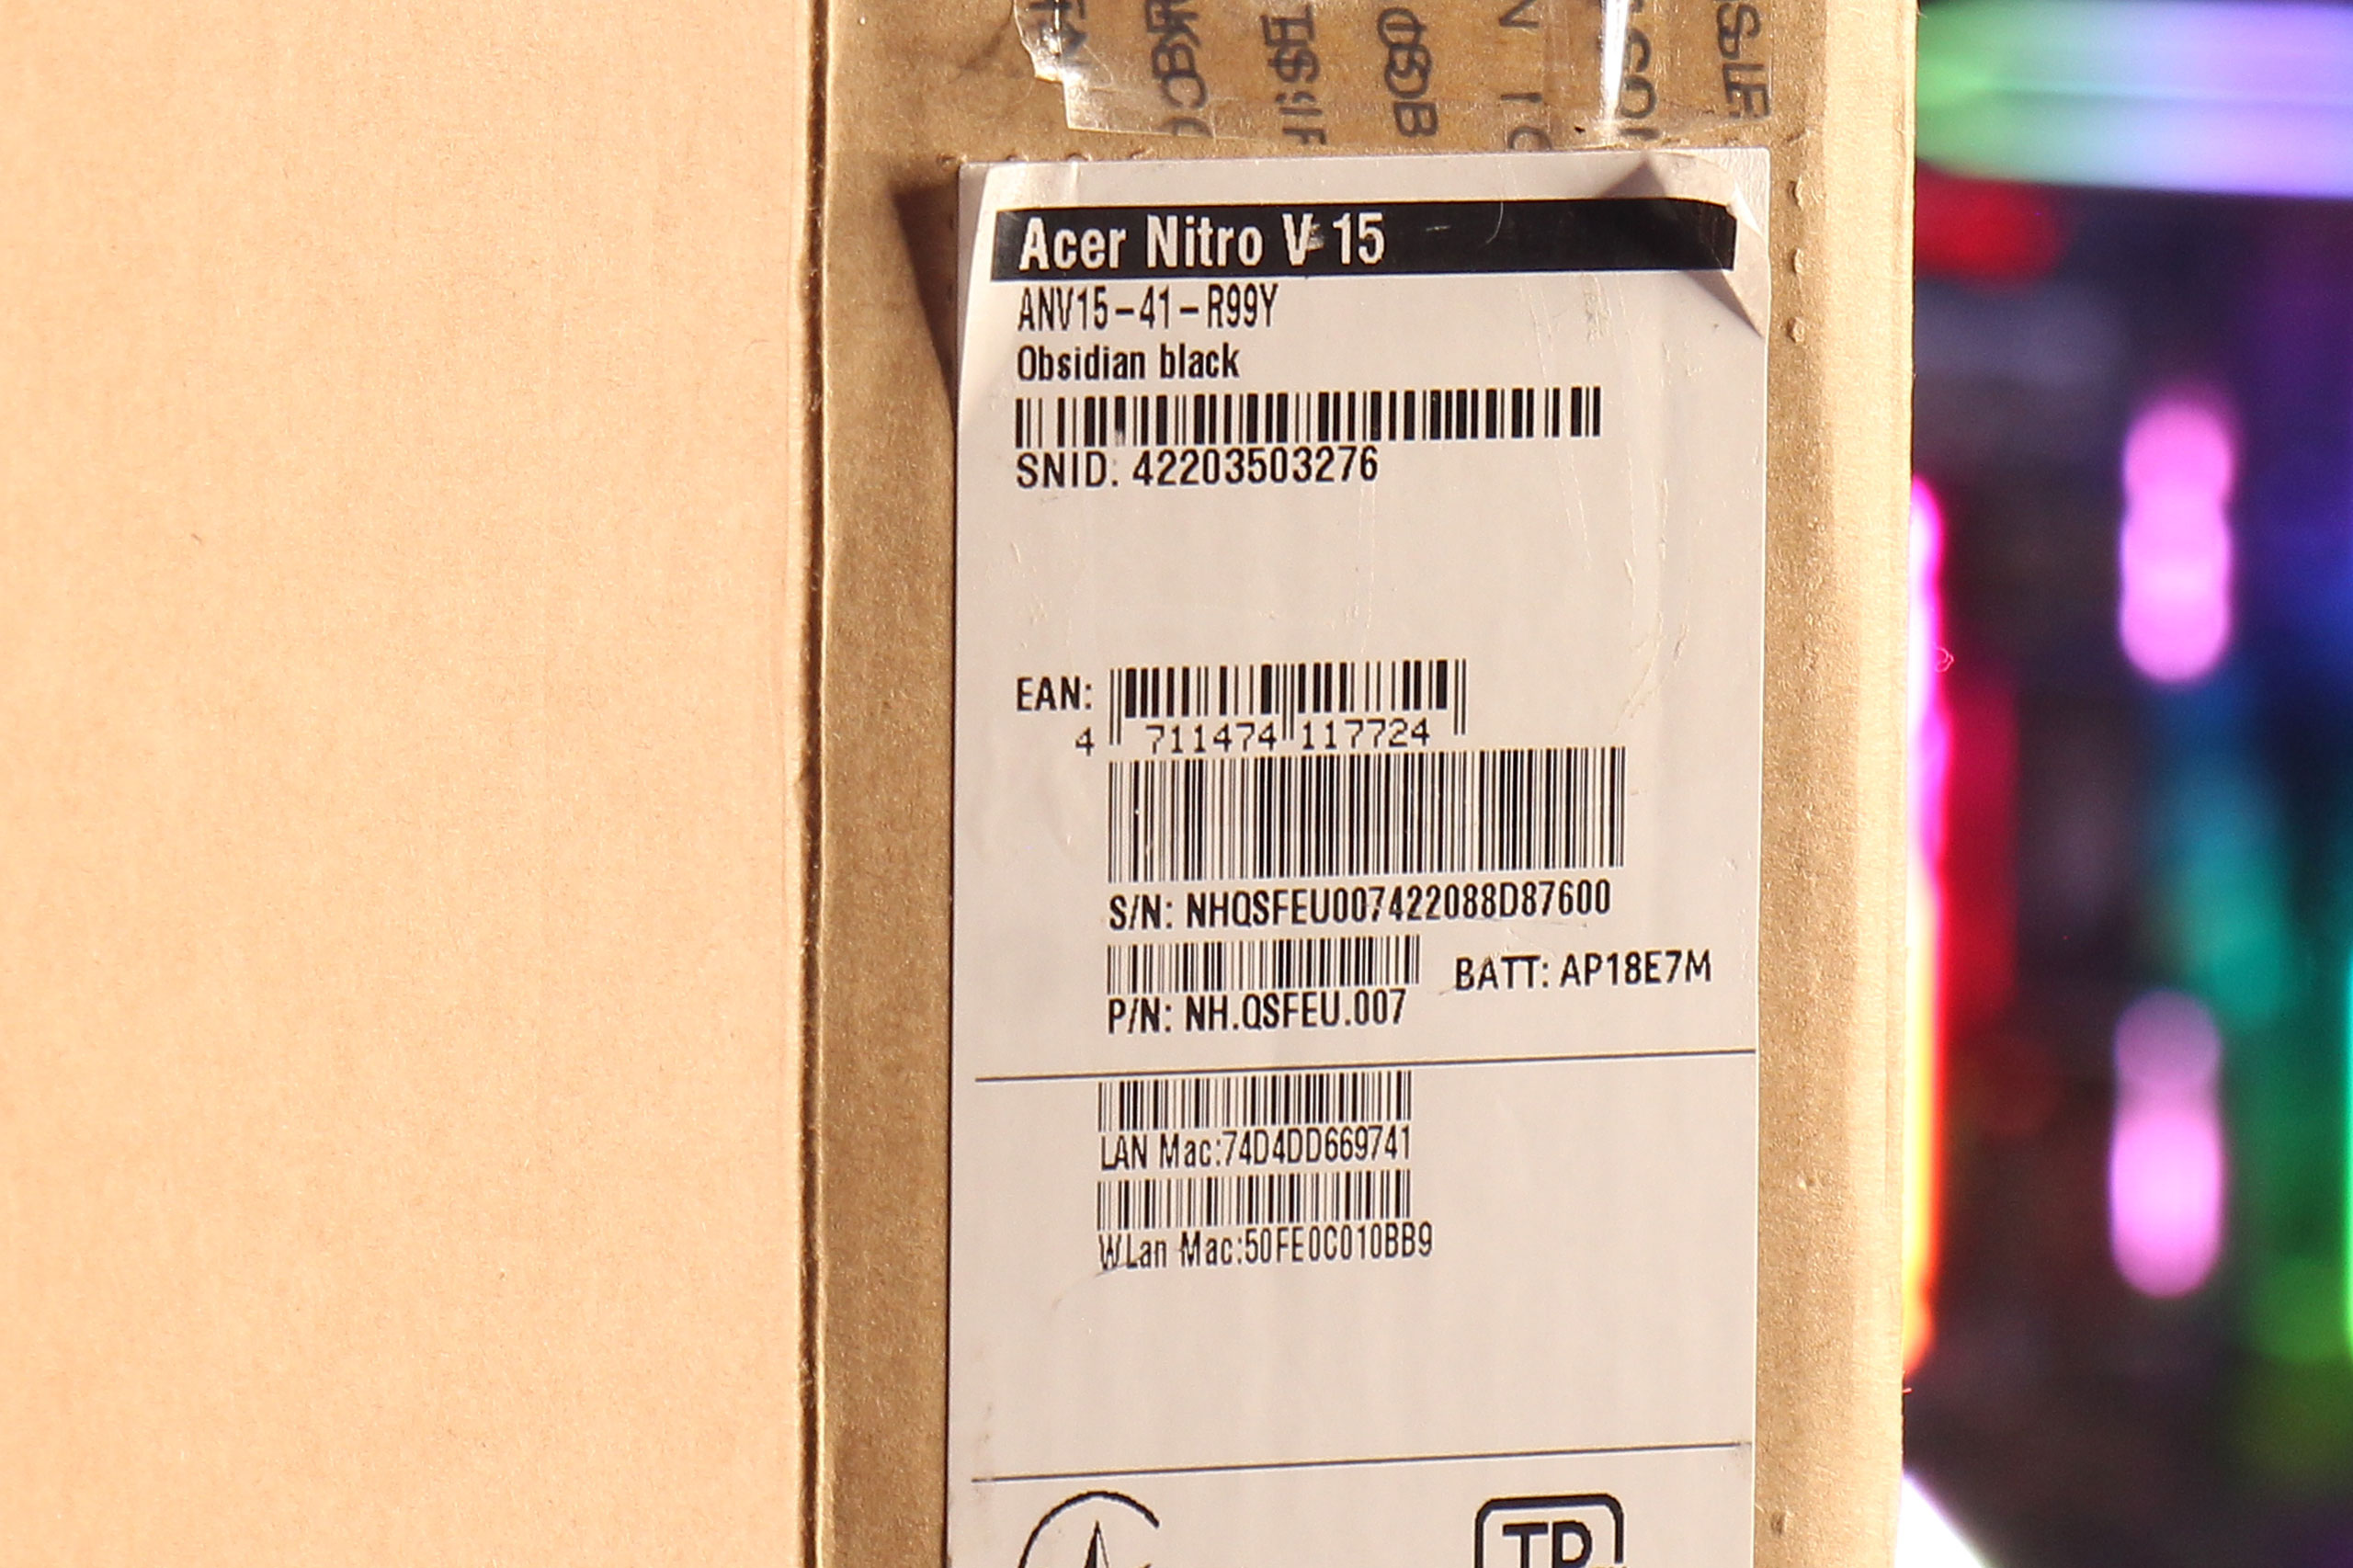 Acer Nitro V 15
ANV15-41-R99Y
Obsidian black
SNID: 42203503276
EAN:
4 711474 117724
S/N: NHQSFEU007422088D87600
BATT: AP18E7M
P/N: NH.QSFEU.007
LAN Mac:74D4DD669741
WLan Mac:50FE0C010BB9